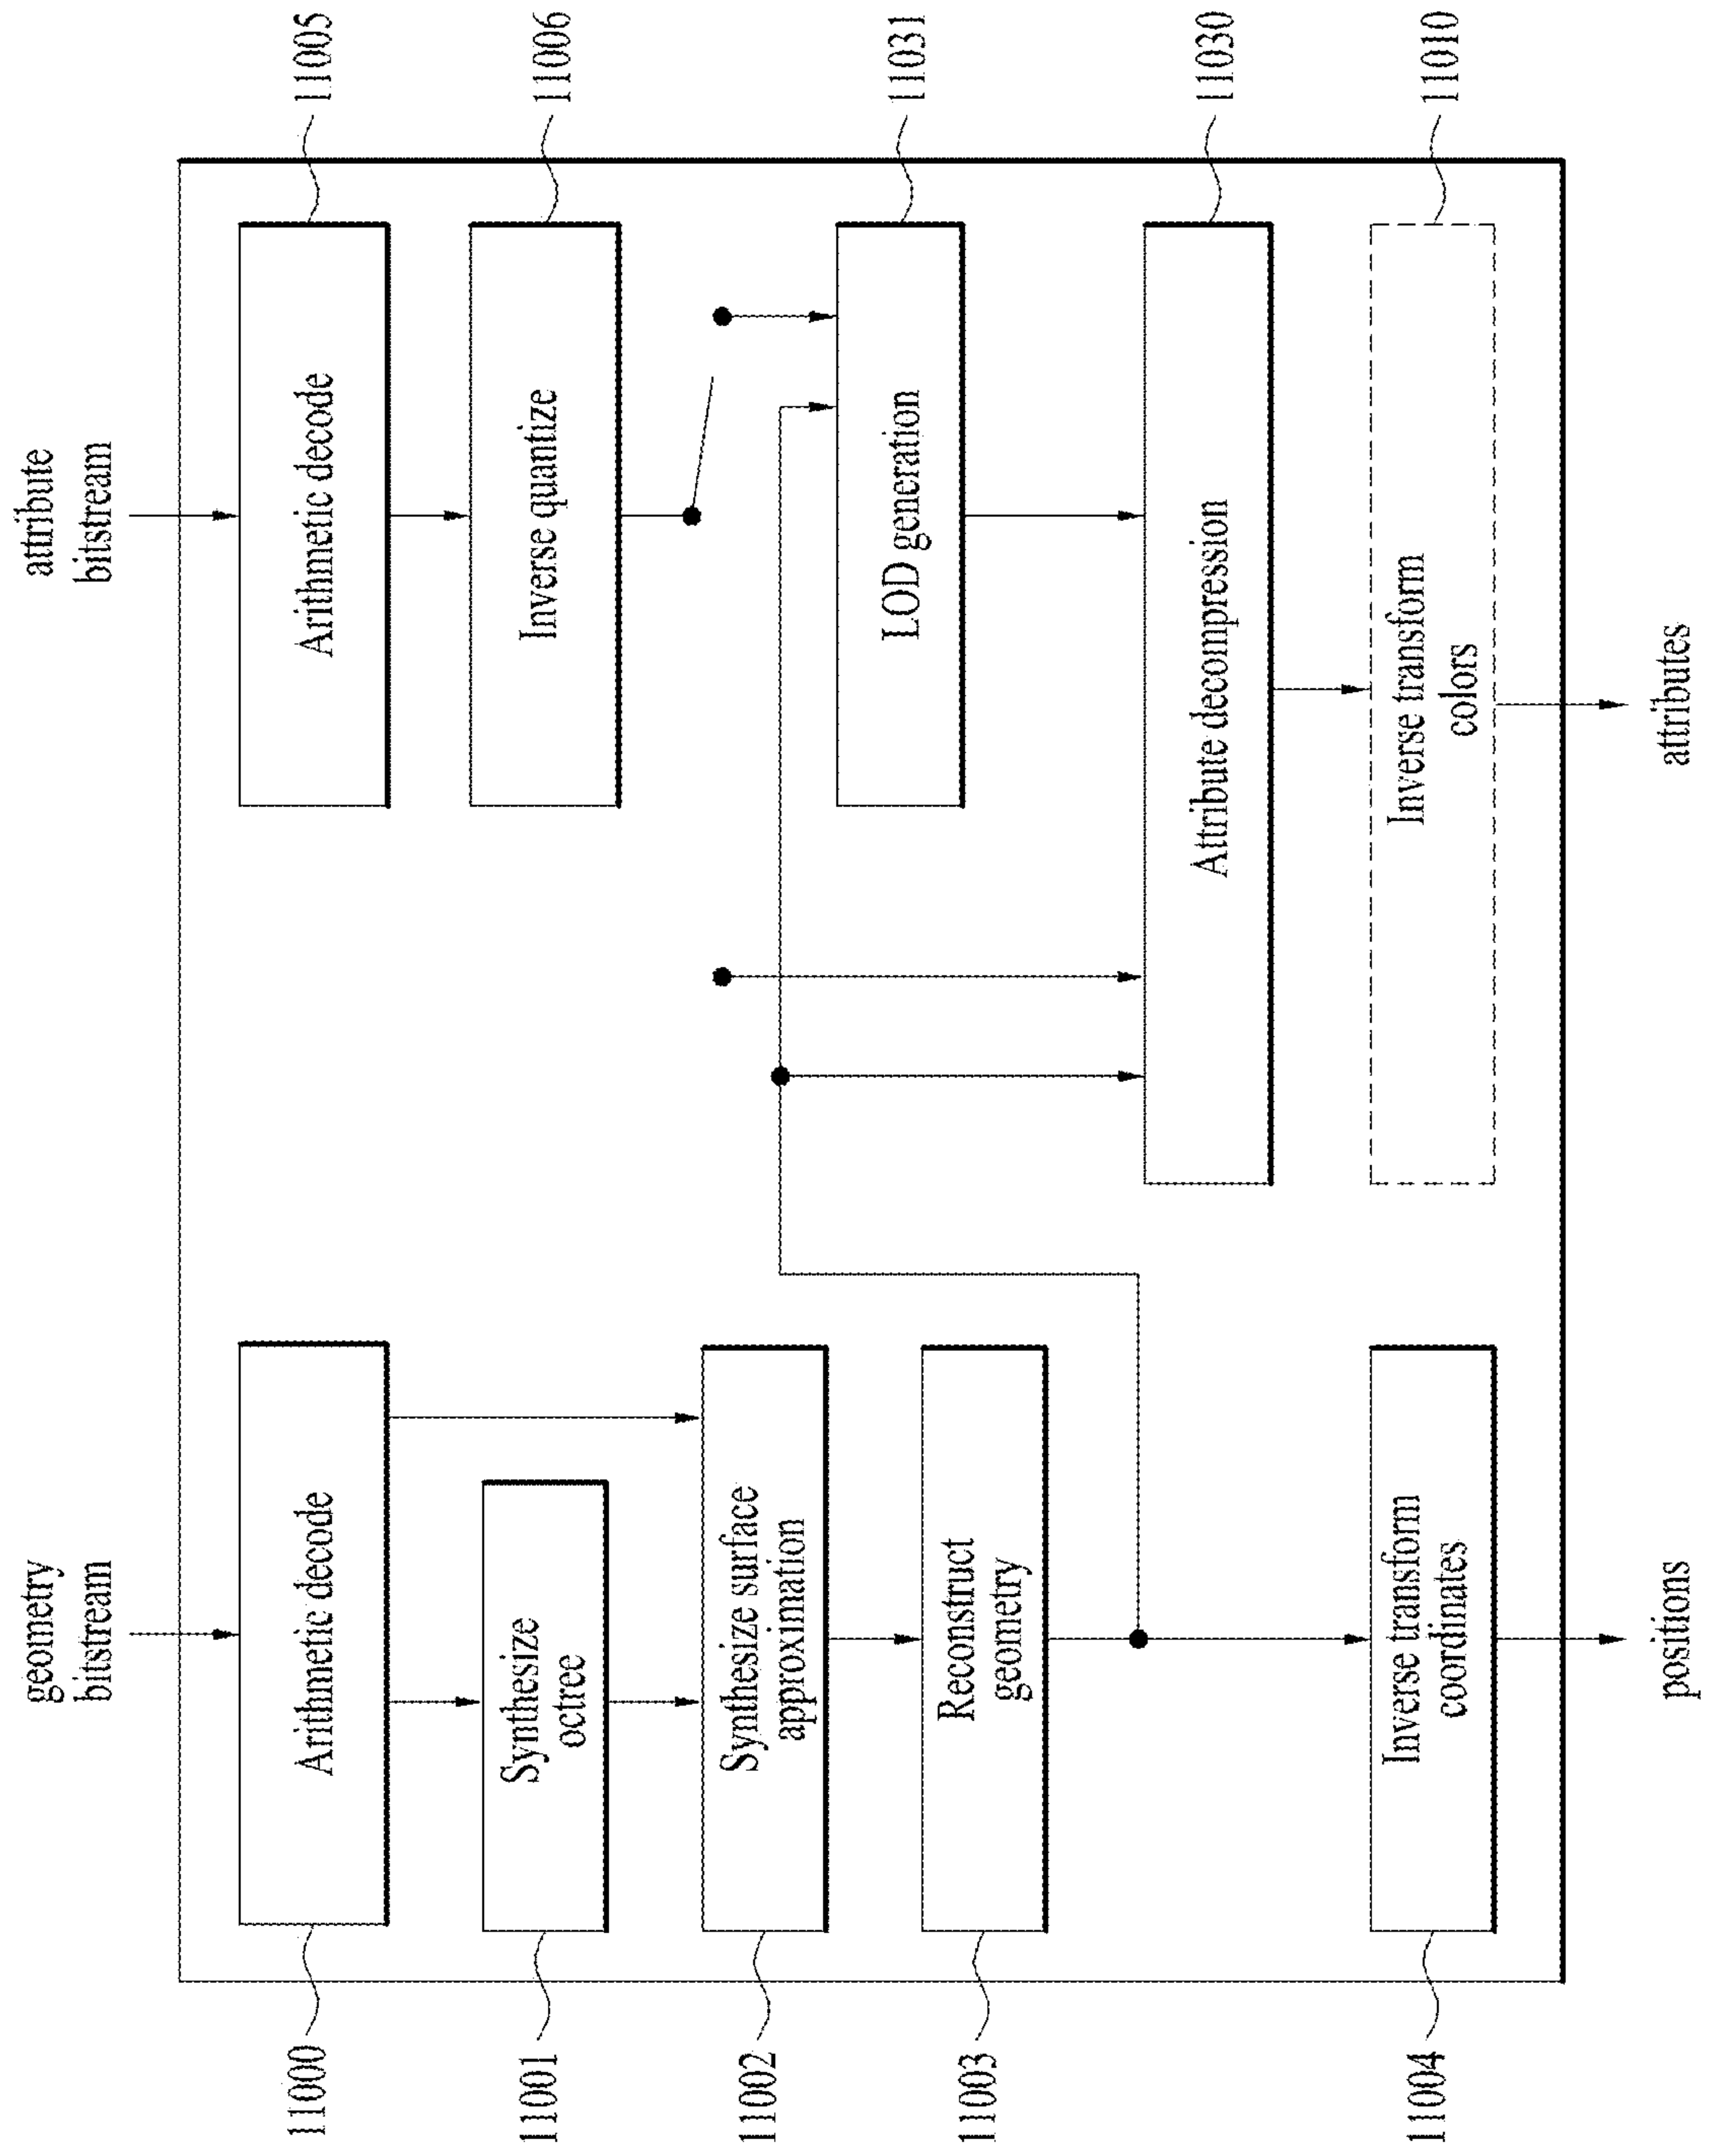 geometry
bitstream
attribute
bitstream
11000
Arithmetic decode
Arithmetic decode
11005
11001
Synthesize
octree
Inverse quantize
11006
11002
Synthesize surface
approximation
LOD generation
11031
11003
Reconstruct
geometry
Attribute decompression
11030
11004
Inverse transform
coordinates
Inverse transform
colors
11010
positions
attributes